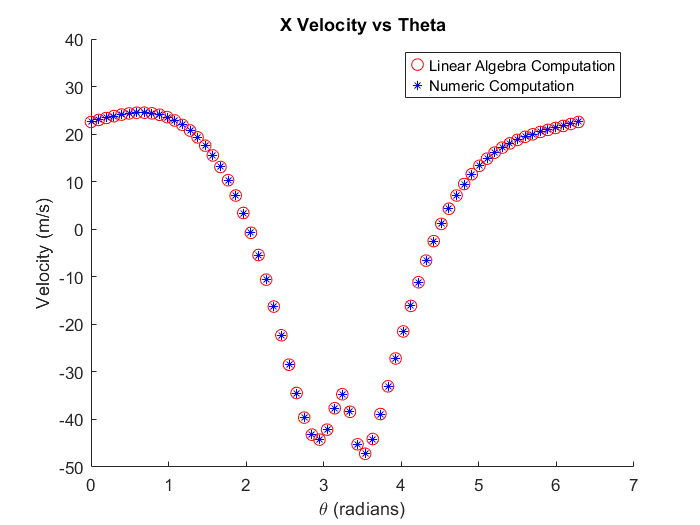 X Velocity vs Theta
Linear Algebra Computation
Numeric Computation
40
30
20
10
0
-10
-20
-30
-40
-50
Velocity (m/s)
0 1 2 3 4 5 6 7
θ (radians)